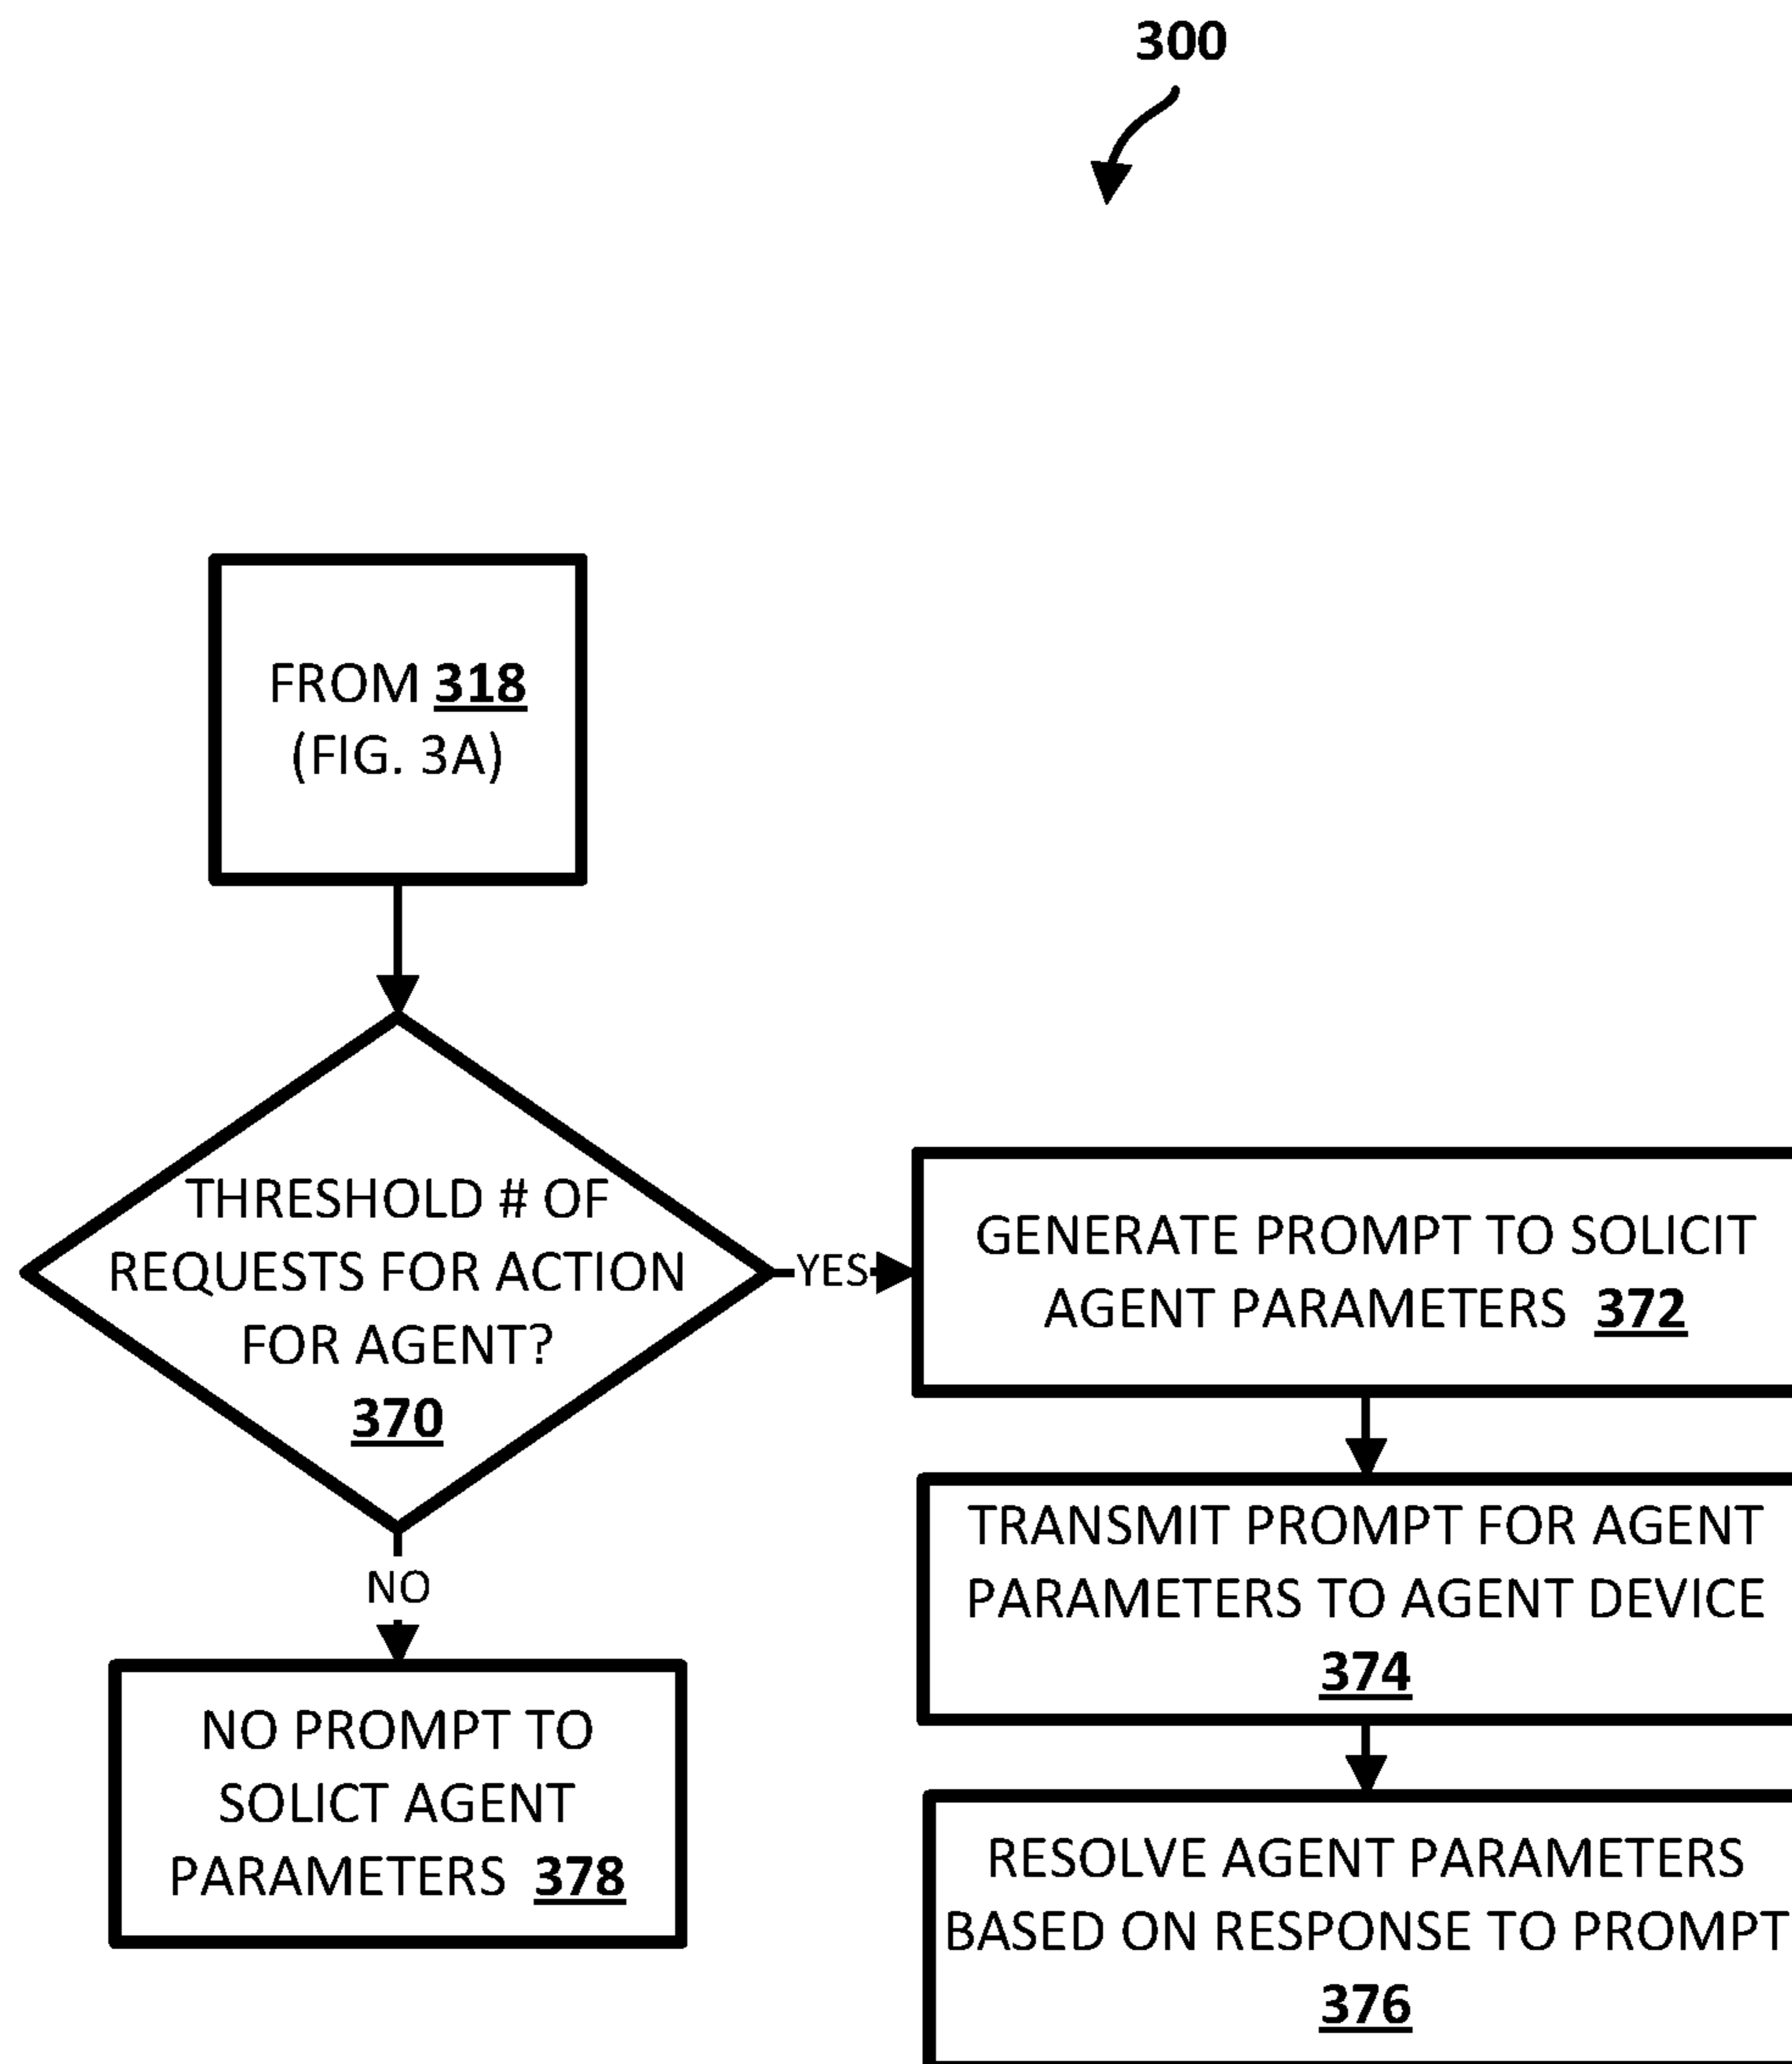 300
FROM 318
(FIG. 3A)
THRESHOLD # OF
REQUESTS FOR ACTION
FOR AGENT?
370
YES
GENERATE PROMPT TO SOLICIT
AGENT PARAMETERS 372
TRANSMIT PROMPT FOR AGENT
PARAMETERS TO AGENT DEVICE
374
RESOLVE AGENT PARAMETERS
BASED ON RESPONSE TO PROMPT
376
NO
NO PROMPT TO
SOLICT AGENT
PARAMETERS 378